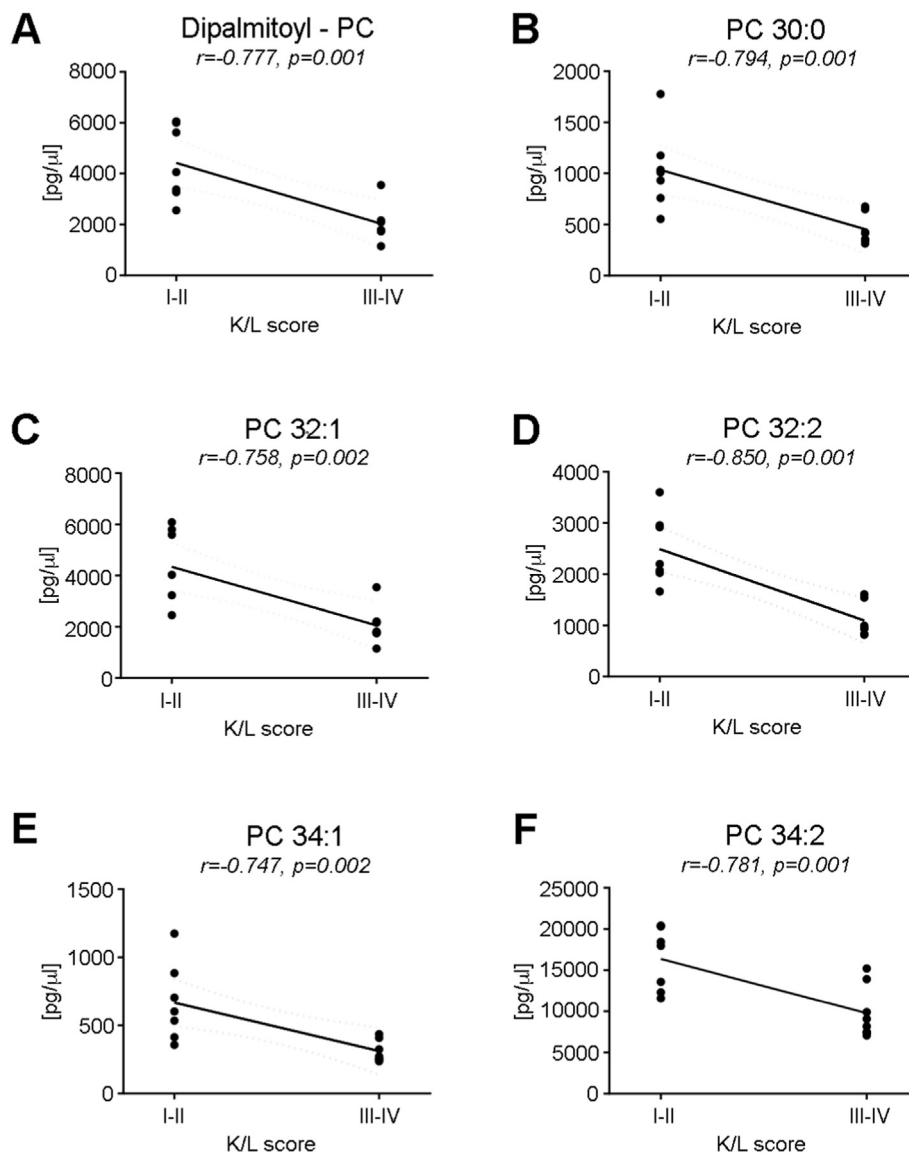 A
Dipalmitoyl - PC
r=-0.777, p=0.001
8000
6000
4000
2000
0
[pg/µl]
I-II
III-IV
K/L score
B
PC 30:0
r=-0.794, p=0.001
2000
1500
1000
500
0
[pg/µl]
I-II
III-IV
K/L score
C
PC 32:1
r=-0.758, p=0.002
8000
6000
4000
2000
0
[pg/µl]
I-II
III-IV
K/L score
D
PC 32:2
r=-0.850, p=0.001
4000
3000
2000
1000
0
[pg/µl]
I-II
III-IV
K/L score
E
PC 34:1
r=-0.747, p=0.002
1500
1000
500
0
[pg/µl]
I-II
III-IV
K/L score
F
PC 34:2
r=-0.781, p=0.001
25000
20000
15000
10000
5000
0
[pg/µl]
I-II
III-IV
K/L score